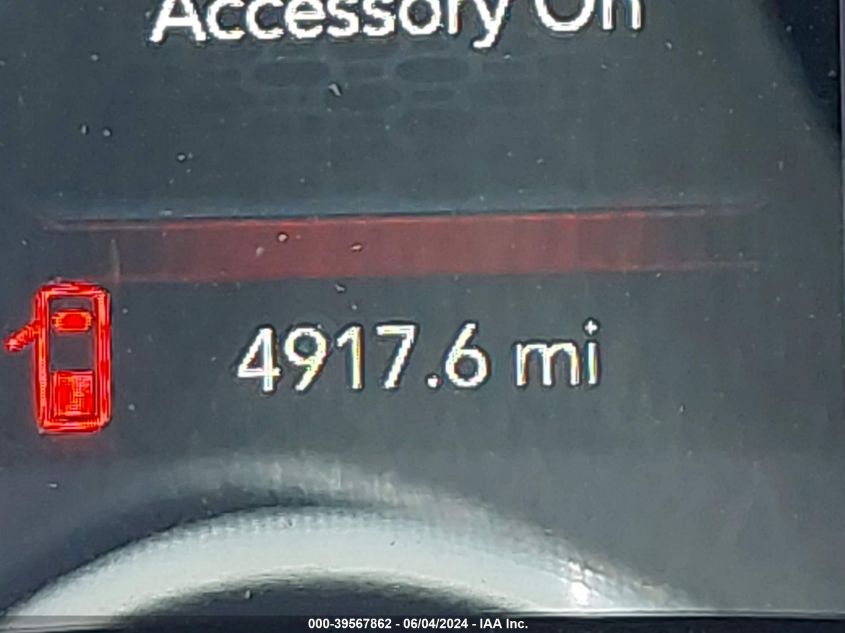 Accessory On
4917.6 mi
000-39567862 - 06/04/2024 - IAA Inc.